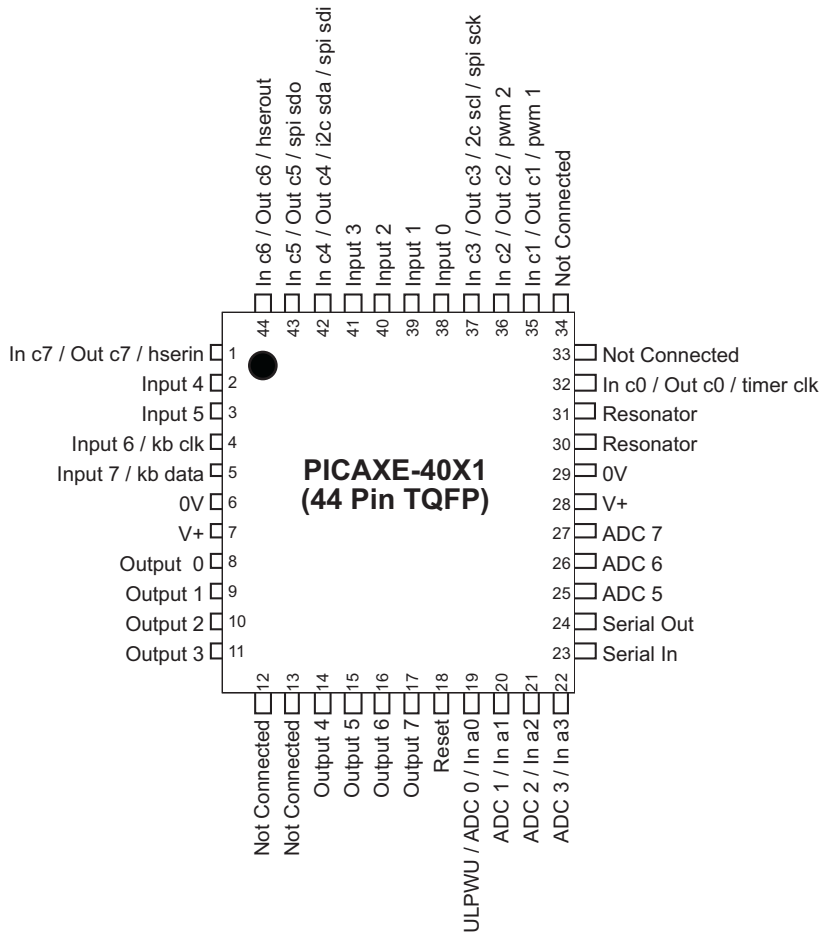 In c6 / Out c6 / hserout
In c5 / Out c5 / spi sdo
In c4 / Out c4 / i2c sda / spi sdi
Input 3
Input 2
Input 1
Input 0
In c3 / Out c3 / 2c scl / spi sck
In c2 / Out c2 / pwm 2
In c1 / Out c1 / pwm 1
Not Connected
44
43
42
41
40
39
38
37
36
35
34
In c7 / Out c7 / hserin 1
Input 4 2
Input 5 3
Input 6 / kb clk 4
Input 7 / kb data 5
0V 6
V+ 7
Output 0 8
Output 1 9
Output 2 10
Output 3 11
PICAXE-40X1
(44 Pin TQFP)
33 Not Connected
32 In c0 / Out c0 / timer clk
31 Resonator
30 Resonator
29 0V
28 V+
27 ADC 7
26 ADC 6
25 ADC 5
24 Serial Out
23 Serial In
12
13
14
15
16
17
18
19
20
21
22
Not Connected
Not Connected
Output 4
Output 5
Output 6
Output 7
Reset
ULPWU / ADC 0 / In a0
ADC 1 / In a1
ADC 2 / In a2
ADC 3 / In a3